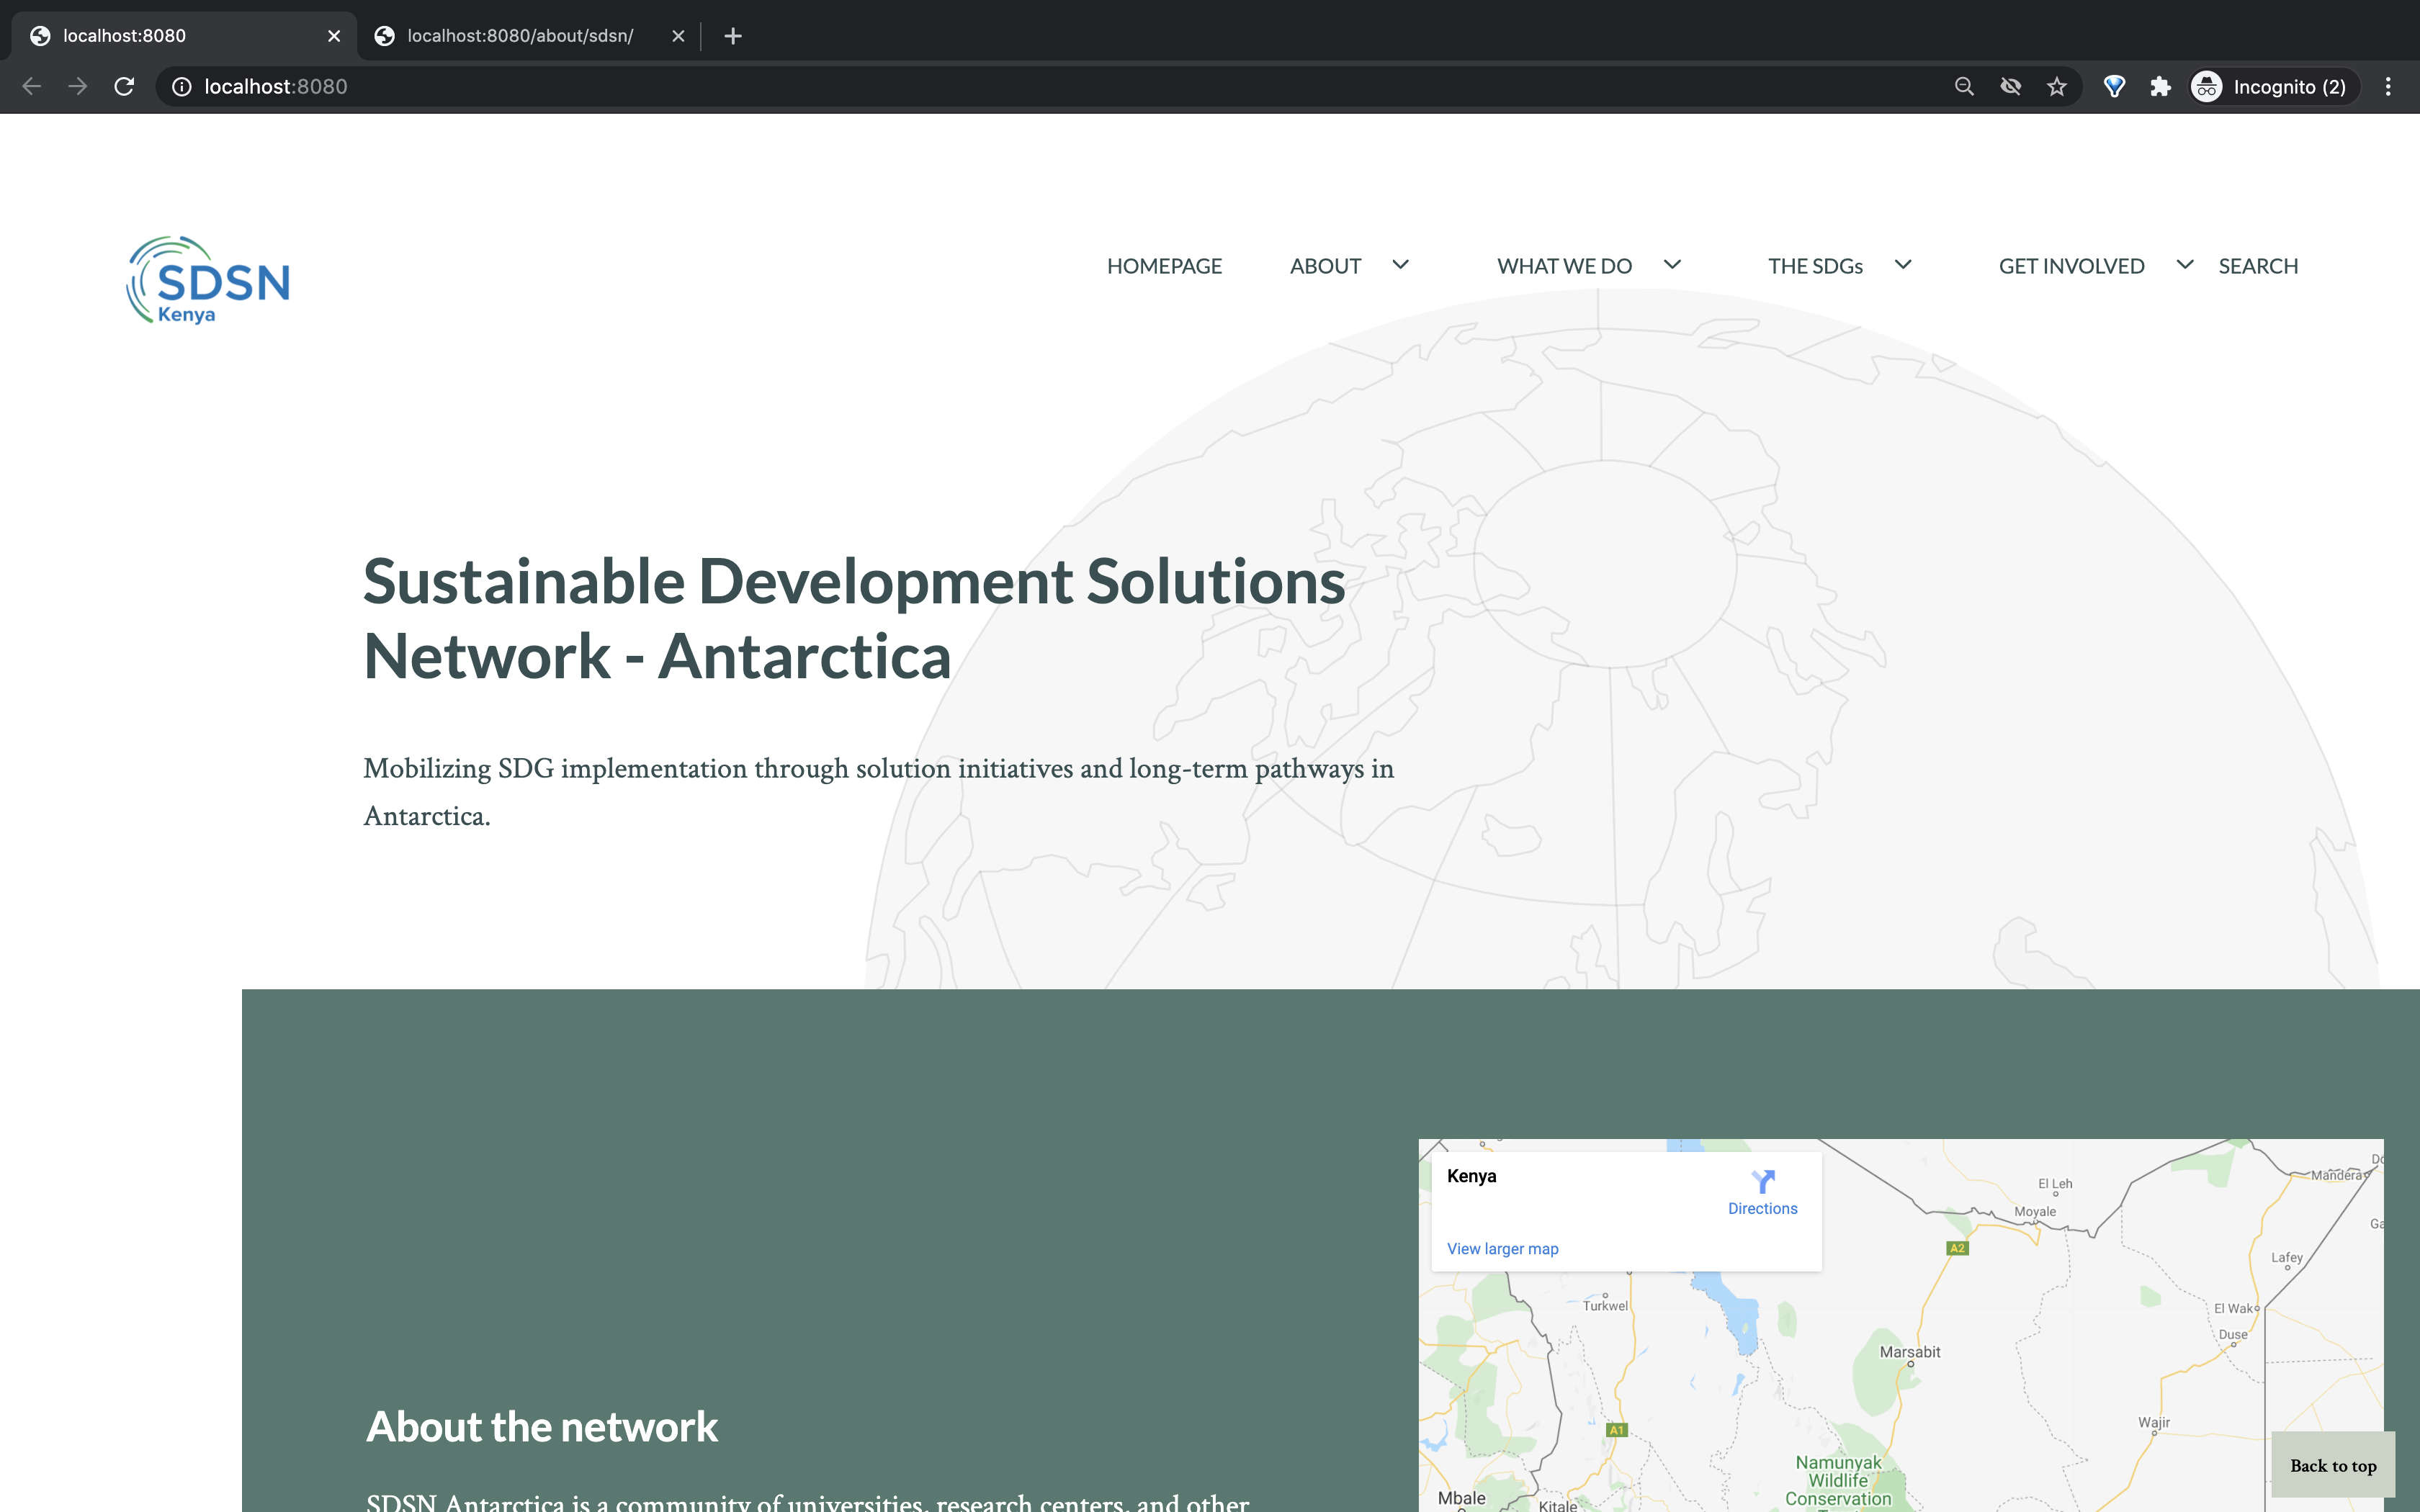 localhost:8080
localhost:8080/about/sdsn/
localhost:8080
Incognito (2)
SDSN
Kenya
HOMEPAGE
ABOUT
WHAT WE DO
THE SDGs
GET INVOLVED
SEARCH
Sustainable Development Solutions
Network - Antarctica
Mobilizing SDG implementation through solution initiatives and long-term pathways in
Antarctica.
About the network
SDSN Antarctica is a community of universities, research centers, and other
Kenya
Directions
View larger map
El Leh
Moyale
Mandera
A2
Lafey
Turkwel
El Wak
Duse
Marsabit
A1
Wajir
Namunyak
Wildlife
Conservation
Mbale
Kitale
Back to top